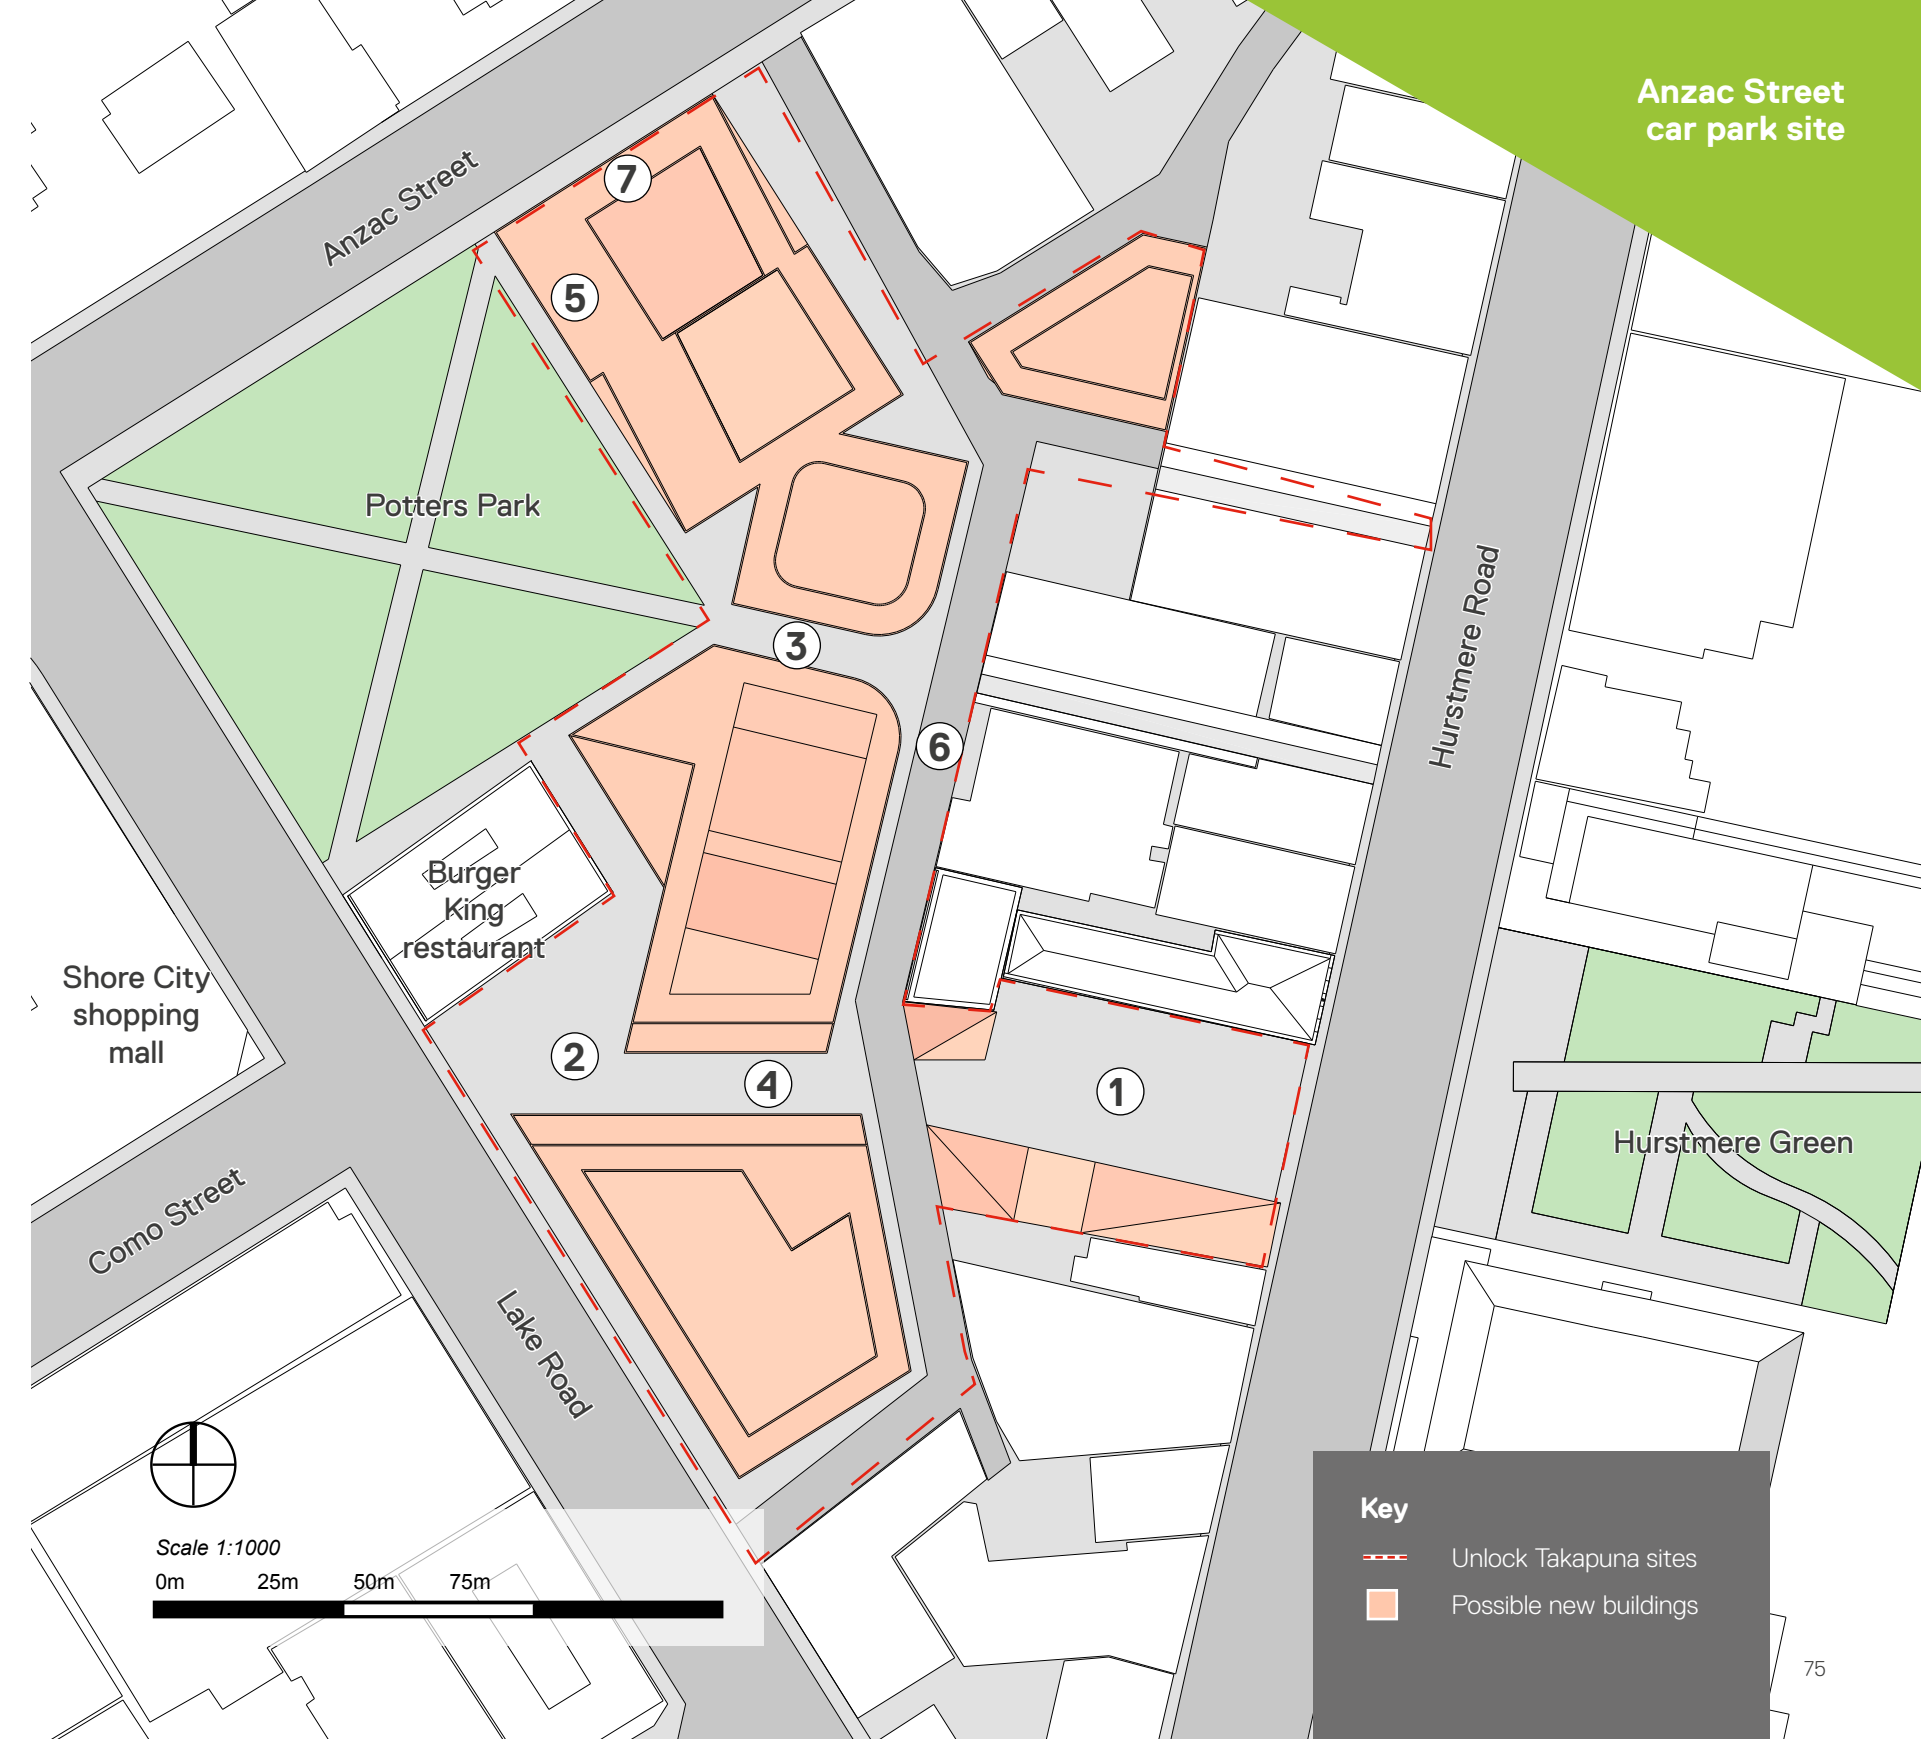 Anzac Street
car park site
Anzac Street
7
5
Potters Park
3
6
Hurstmere Road
Burger
King
restaurant
Shore City
shopping
mall
2
4
1
Hurstmere Green
Como Street
Lake Road
Scale 1:1000
0m 25m 50m 75m
Key
Unlock Takapuna sites
Possible new buildings
75